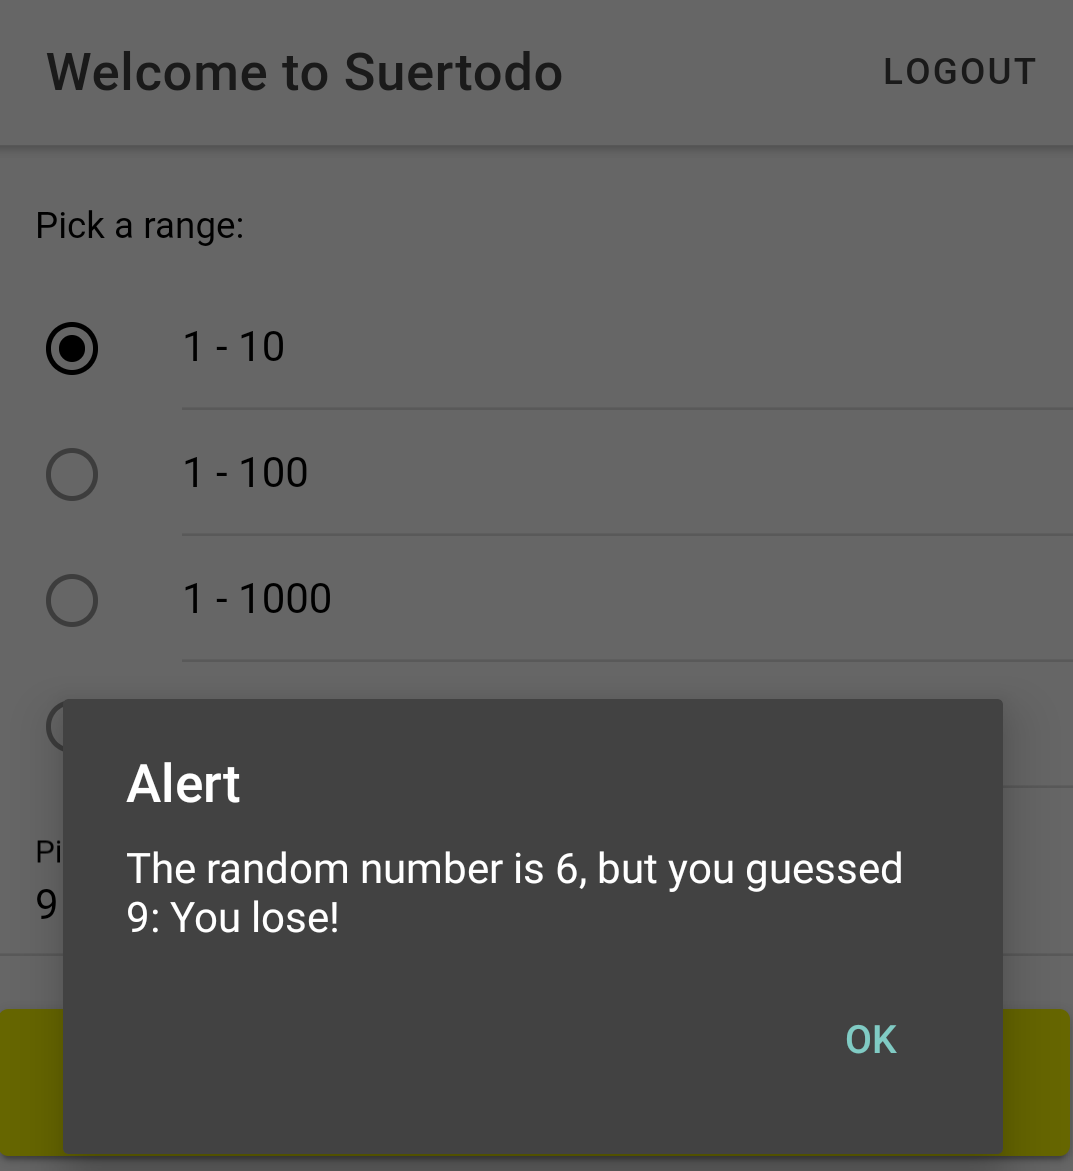 Welcome to Suertodo
LOGOUT
Pick a range:
1 - 10
1 - 100
1 - 1000
Alert
The random number is 6, but you guessed
9: You lose!
OK
Pi
9